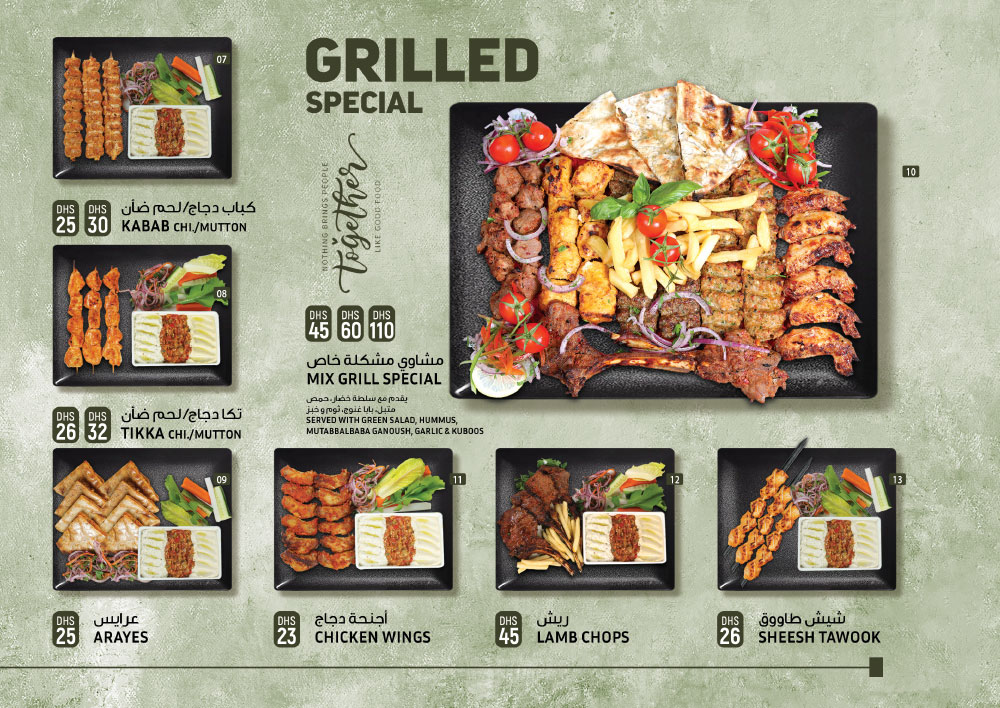 GRILLED
SPECIAL
NOTHING BRINGS PEOPLE
together
LIKE GOOD FOOD
07
DHS 25
DHS 30
كباب دجاج/لحم ضأن
KABAB CHI./MUTTON
08
DHS 26
DHS 32
تكا دجاج/لحم ضأن
TIKKA CHI./MUTTON
09
DHS 25
عرايس
ARAYES
10
DHS 45
DHS 60
DHS 110
مشاوي مشكلة خاص
MIX GRILL SPECIAL
يقدم مع سلطة خضار، حمص
متبل، بابا غنوج، ثوم و خبز
SERVED WITH GREEN SALAD, HUMMUS,
MUTABBALBABA GANOUSH, GARLIC & KUBOOS
11
DHS 23
أجنحة دجاج
CHICKEN WINGS
12
DHS 45
ريش
LAMB CHOPS
13
DHS 26
شيش طاووق
SHEESH TAWOOK